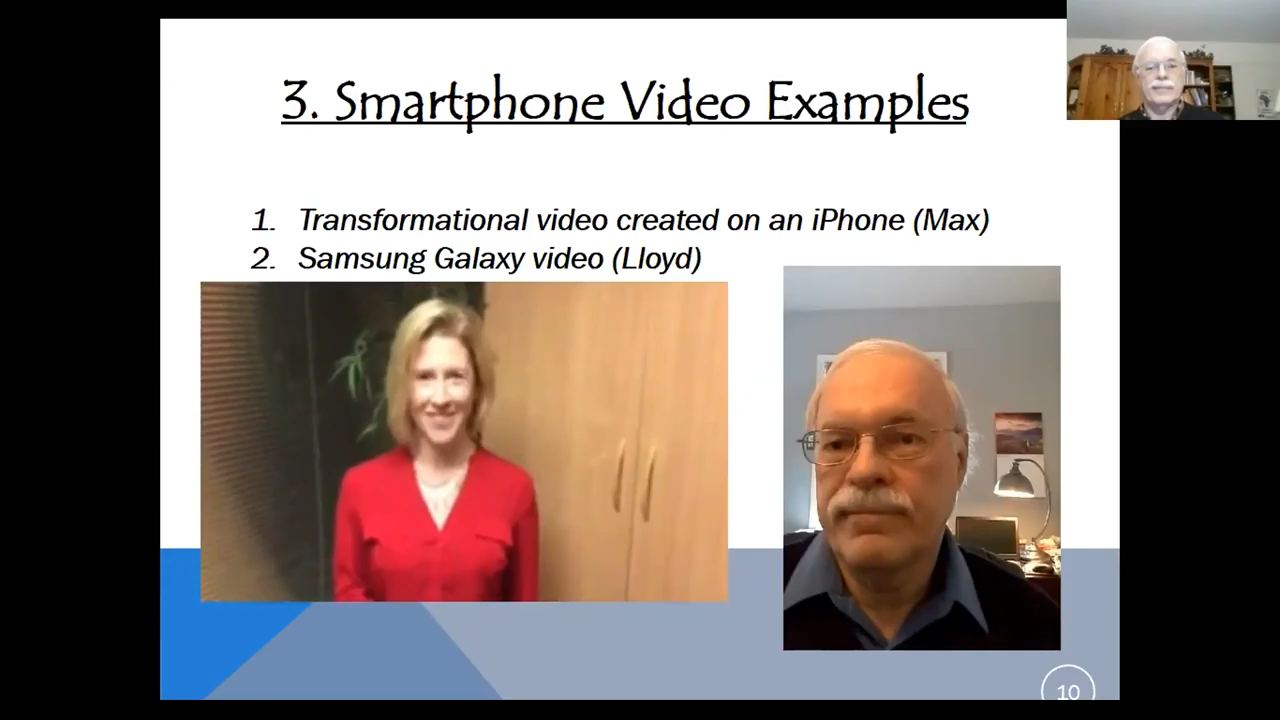 3. Smartphone Video Examples
1. Transformational video created on an iPhone (Max)
2. Samsung Galaxy video (Lloyd)
10